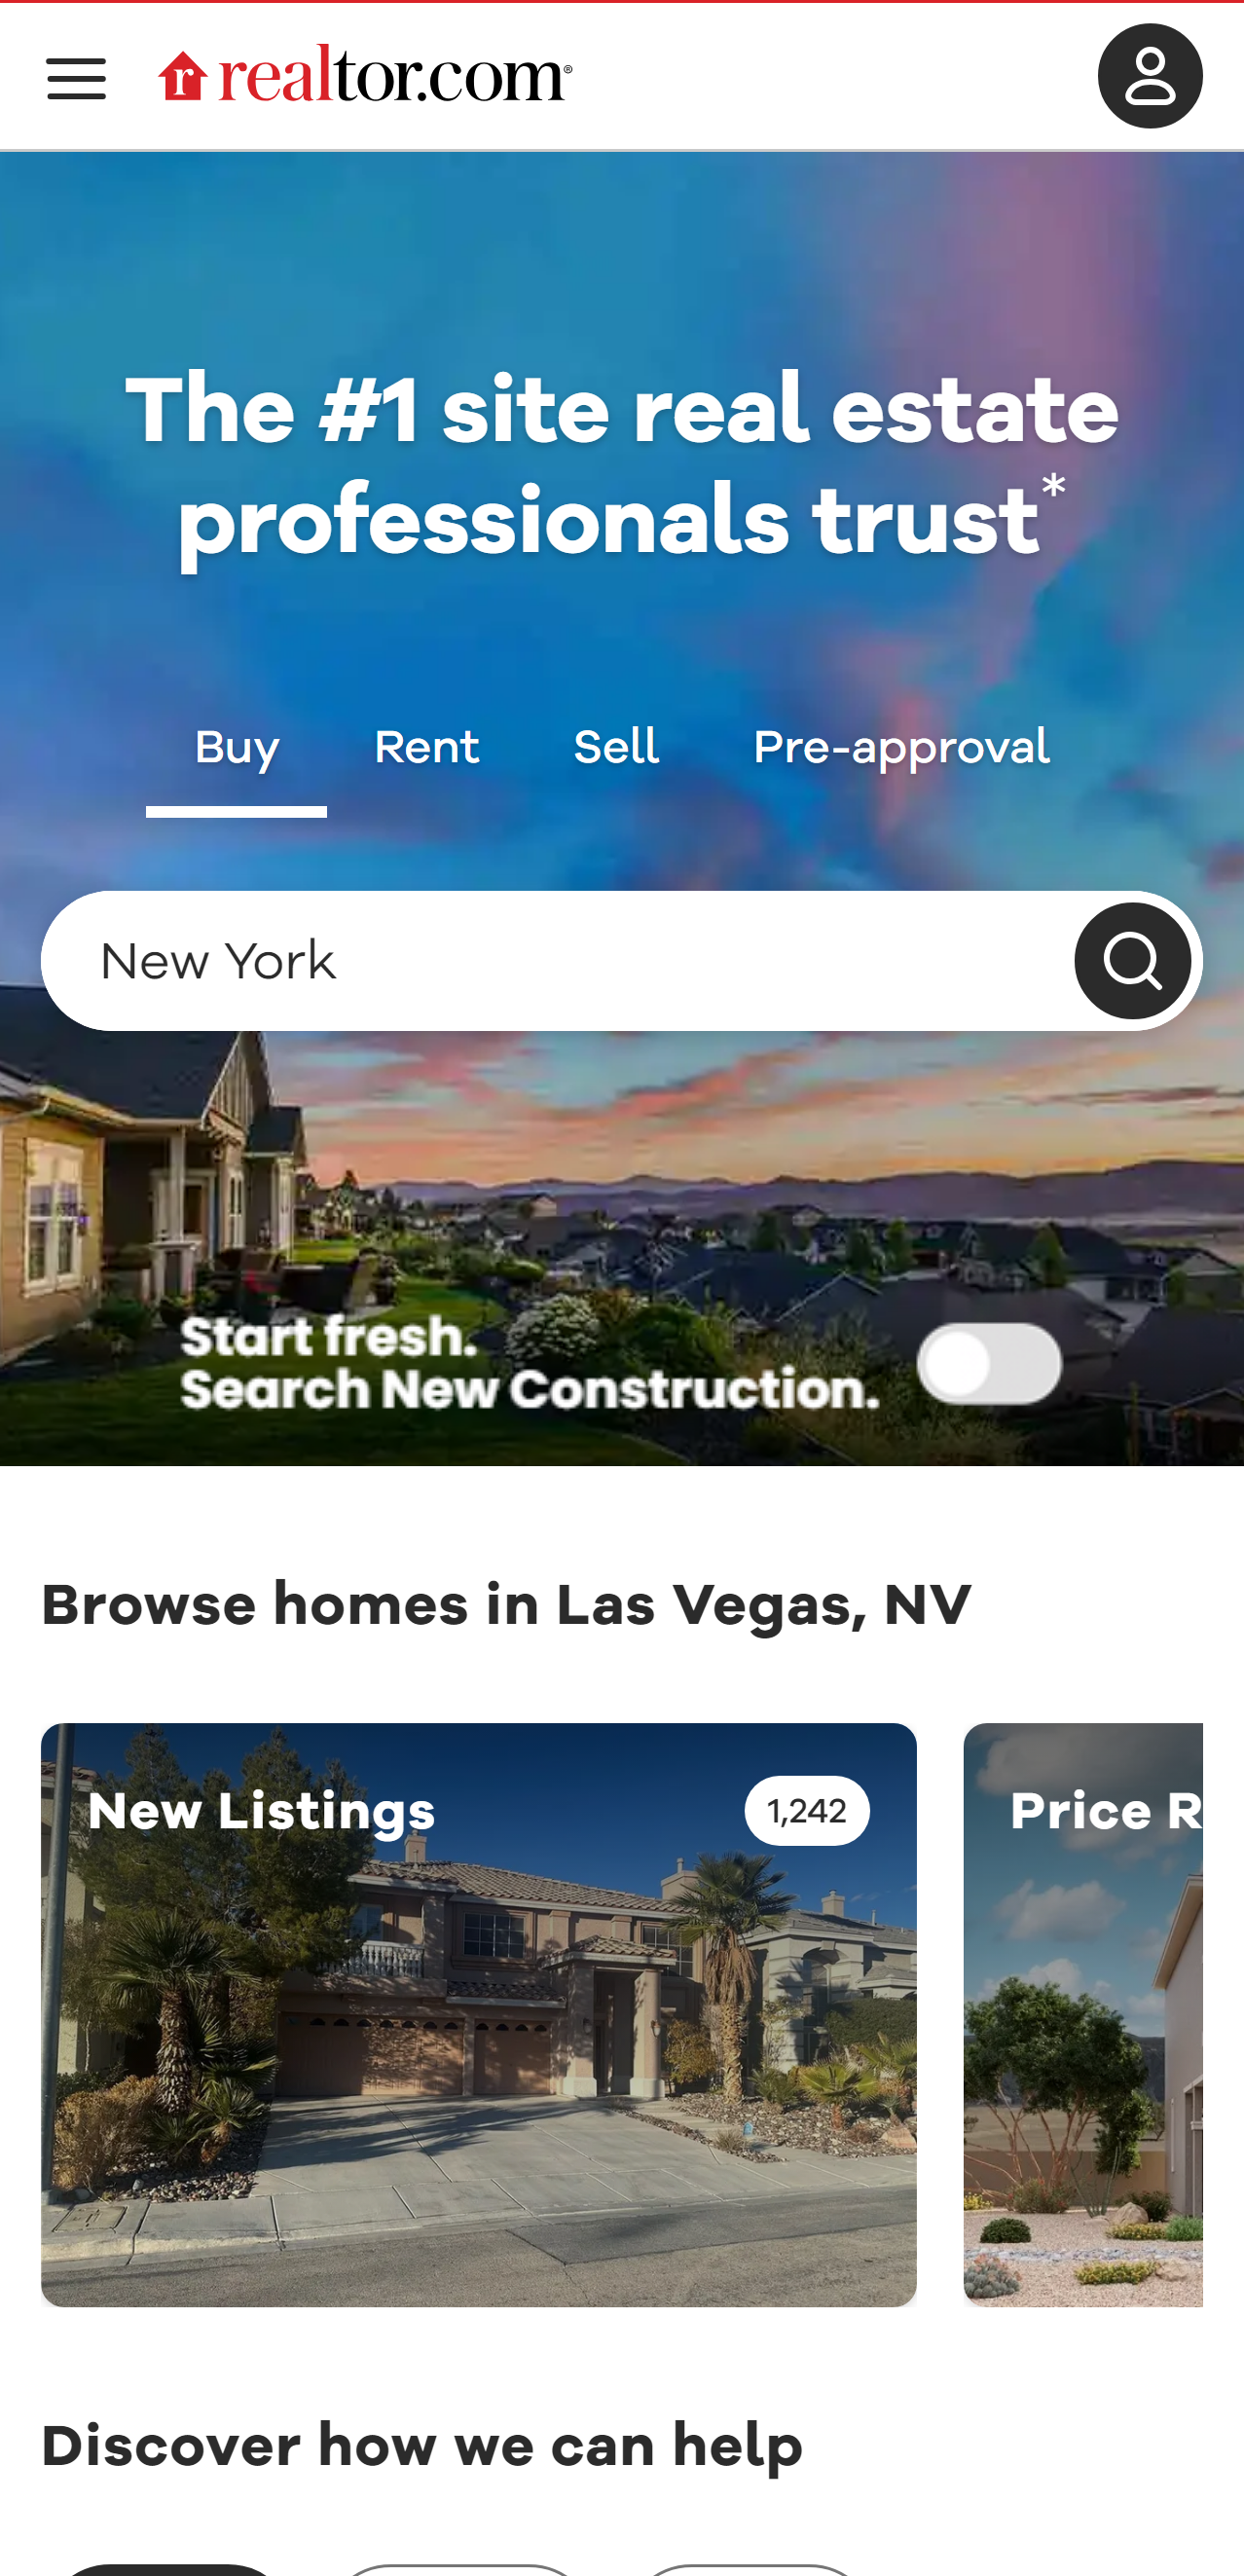 realtor.com®
The #1 site real estate
professionals trust*
Buy Rent Sell Pre-approval
New York
Start fresh.
Search New Construction.
Browse homes in Las Vegas, NV
New Listings 1,242 Price R
Discover how we can help